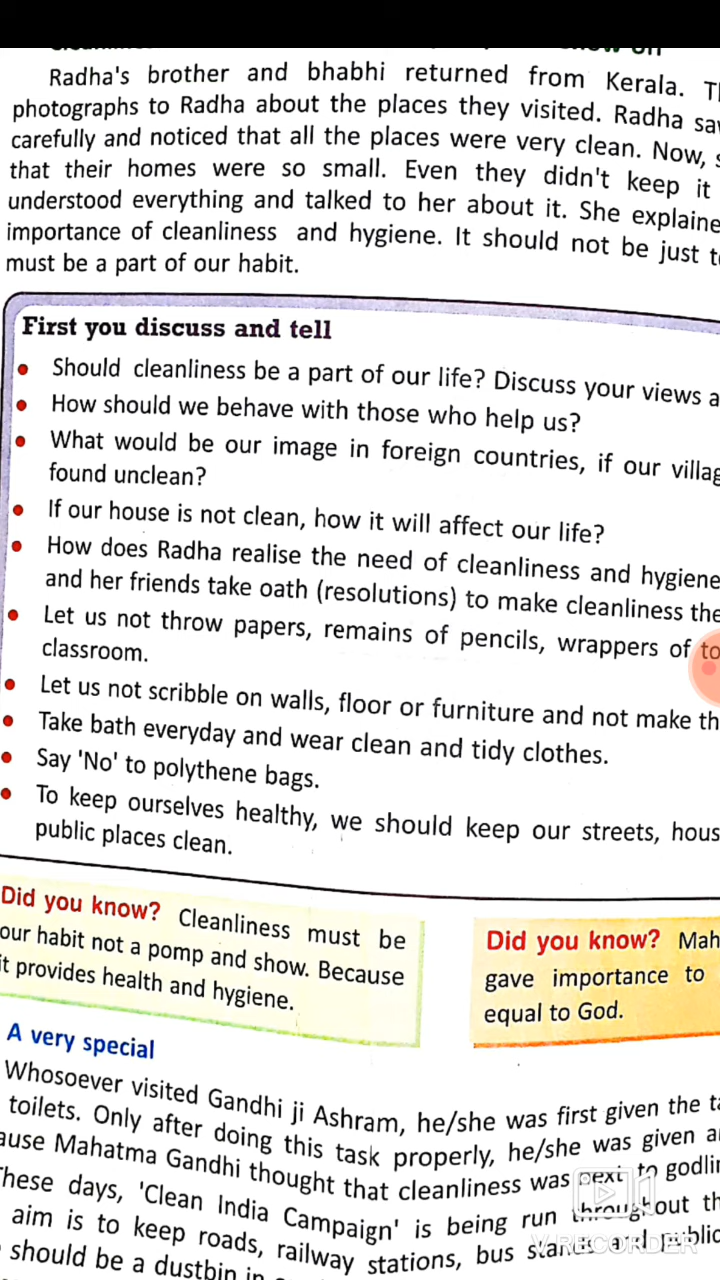 Radha's brother and bhabhi returned from Kerala.
photographs to Radha about the places they visited. Radha
carefully and noticed that all the places were very clean. Now,
that their homes were so small. Even they didn't keep it
understood everything and talked to her about it. She
importance of cleanliness and hygiene. It should not be just
must be a part of our habit.
First you discuss and tell
• Should cleanliness be a part of our life? Discuss your views
• How should we behave with those who help us?
• What would be our image in foreign countries, if our
found unclean?
• If our house is not clean, how it will affect our life?
• How does Radha realise the need of cleanliness and hygiene
and her friends take oath (resolutions) to make cleanliness
• Let us not throw papers, remains of pencils, wrappers of
classroom.
• Let us not scribble on walls, floor or furniture and not make
• Take bath everyday and wear clean and tidy clothes.
• Say 'No' to polythene bags.
• To keep ourselves healthy, we should keep our streets,
public places clean.
Did you know? Cleanliness must be
our habit not a pomp and show. Because
it provides health and hygiene.
Did you know?
gave importance to
equal to God.
A very special
Whosoever visited Gandhi ji Ashram, he/she was first given the
toilets. Only after doing this task properly, he/she was given
Mahatma Gandhi thought that cleanliness was next to
These days, 'Clean India Campaign' is being run throughout
aim is to keep roads, railway stations, bus stands and public
should be a dustbin in
V RECORDER